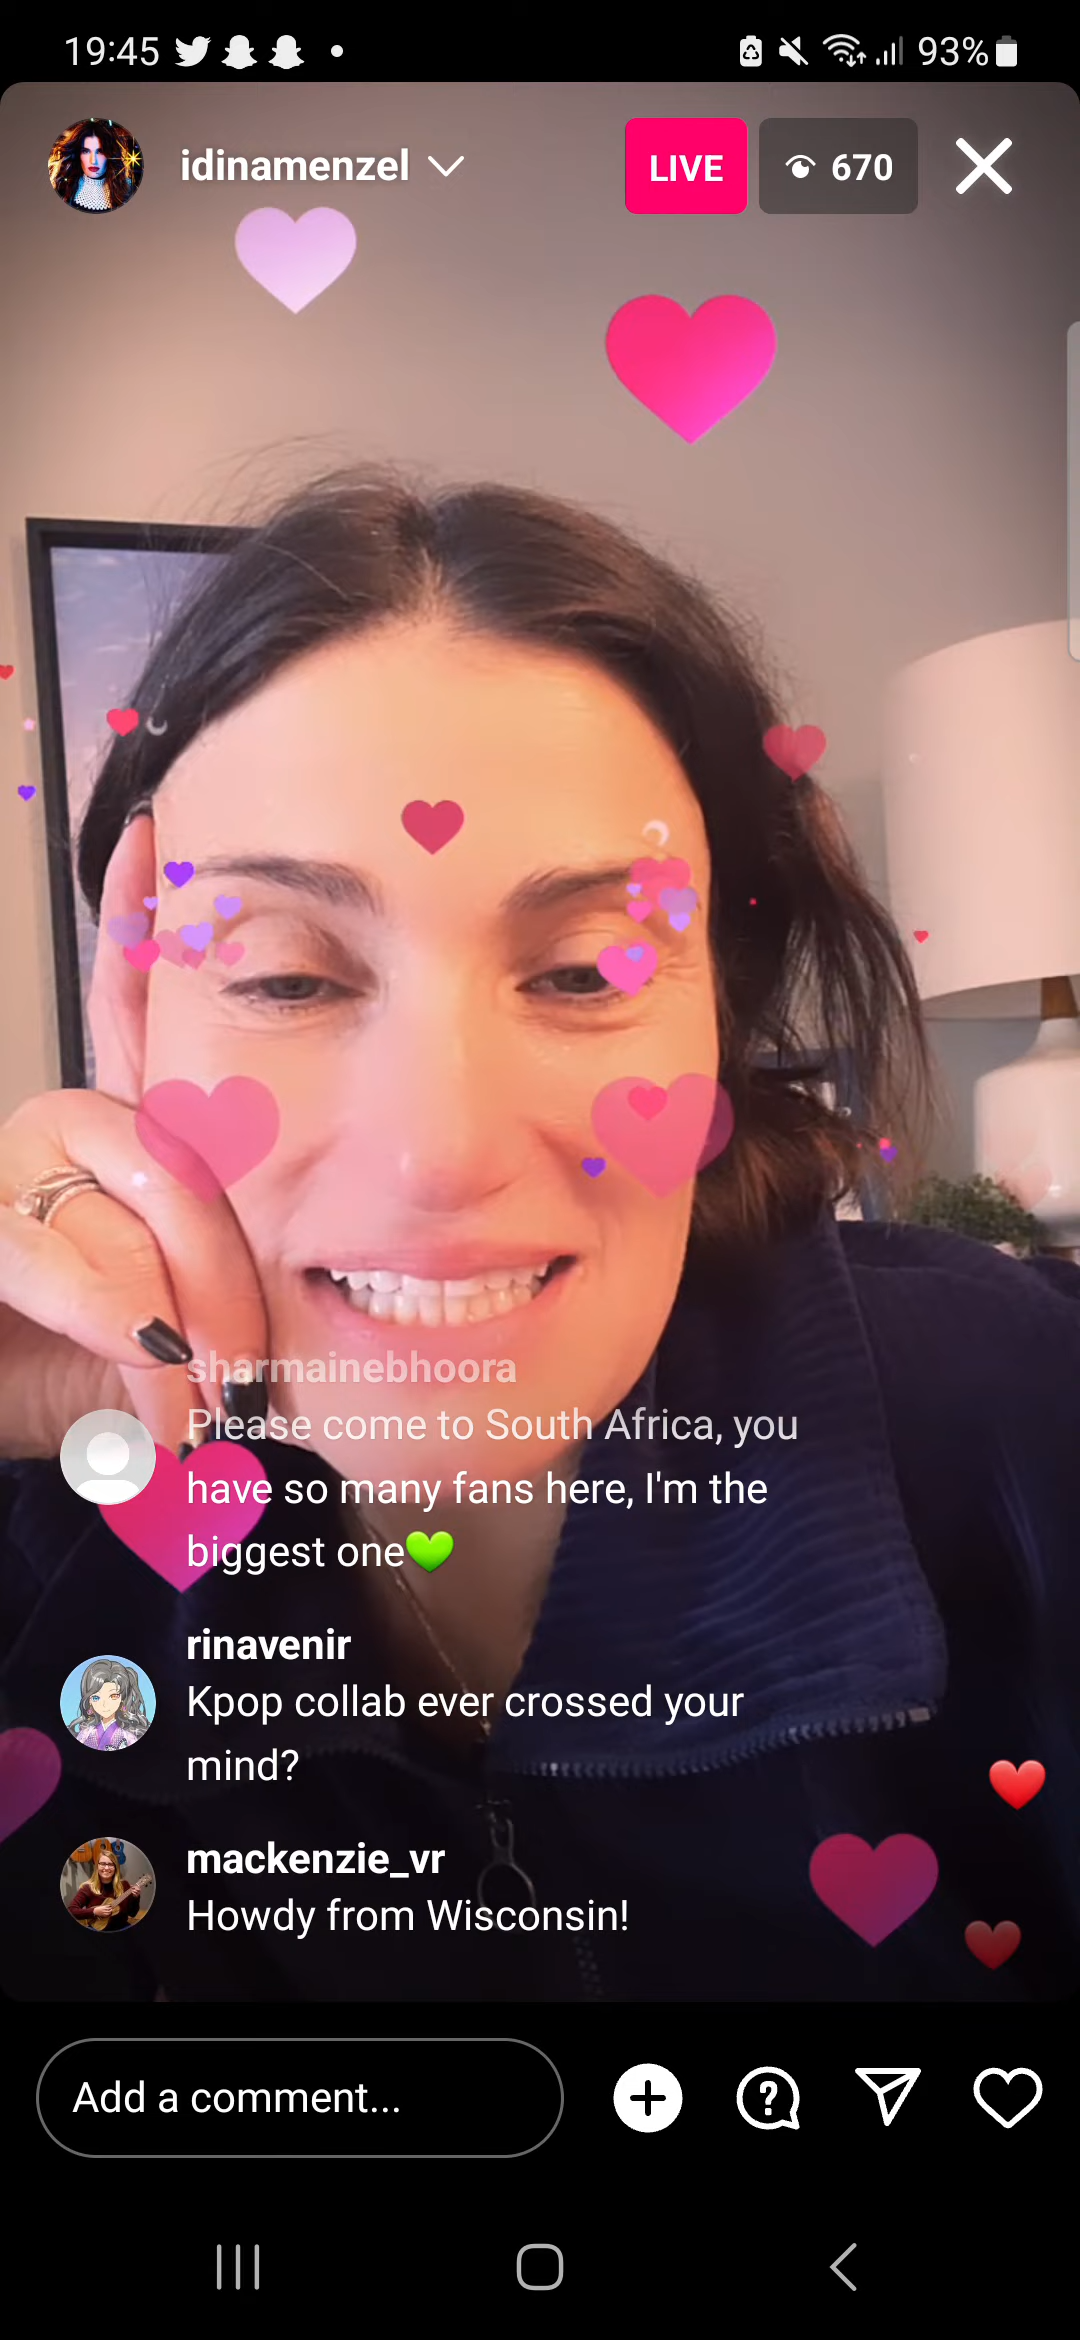 19:45
93%
idinamenzel
LIVE
670
sharmainebhoora
Please come to South Africa, you
have so many fans here, I'm the
biggest one💚
rinavenir
Kpop collab ever crossed your
mind?
mackenzie_vr
Howdy from Wisconsin!
Add a comment...